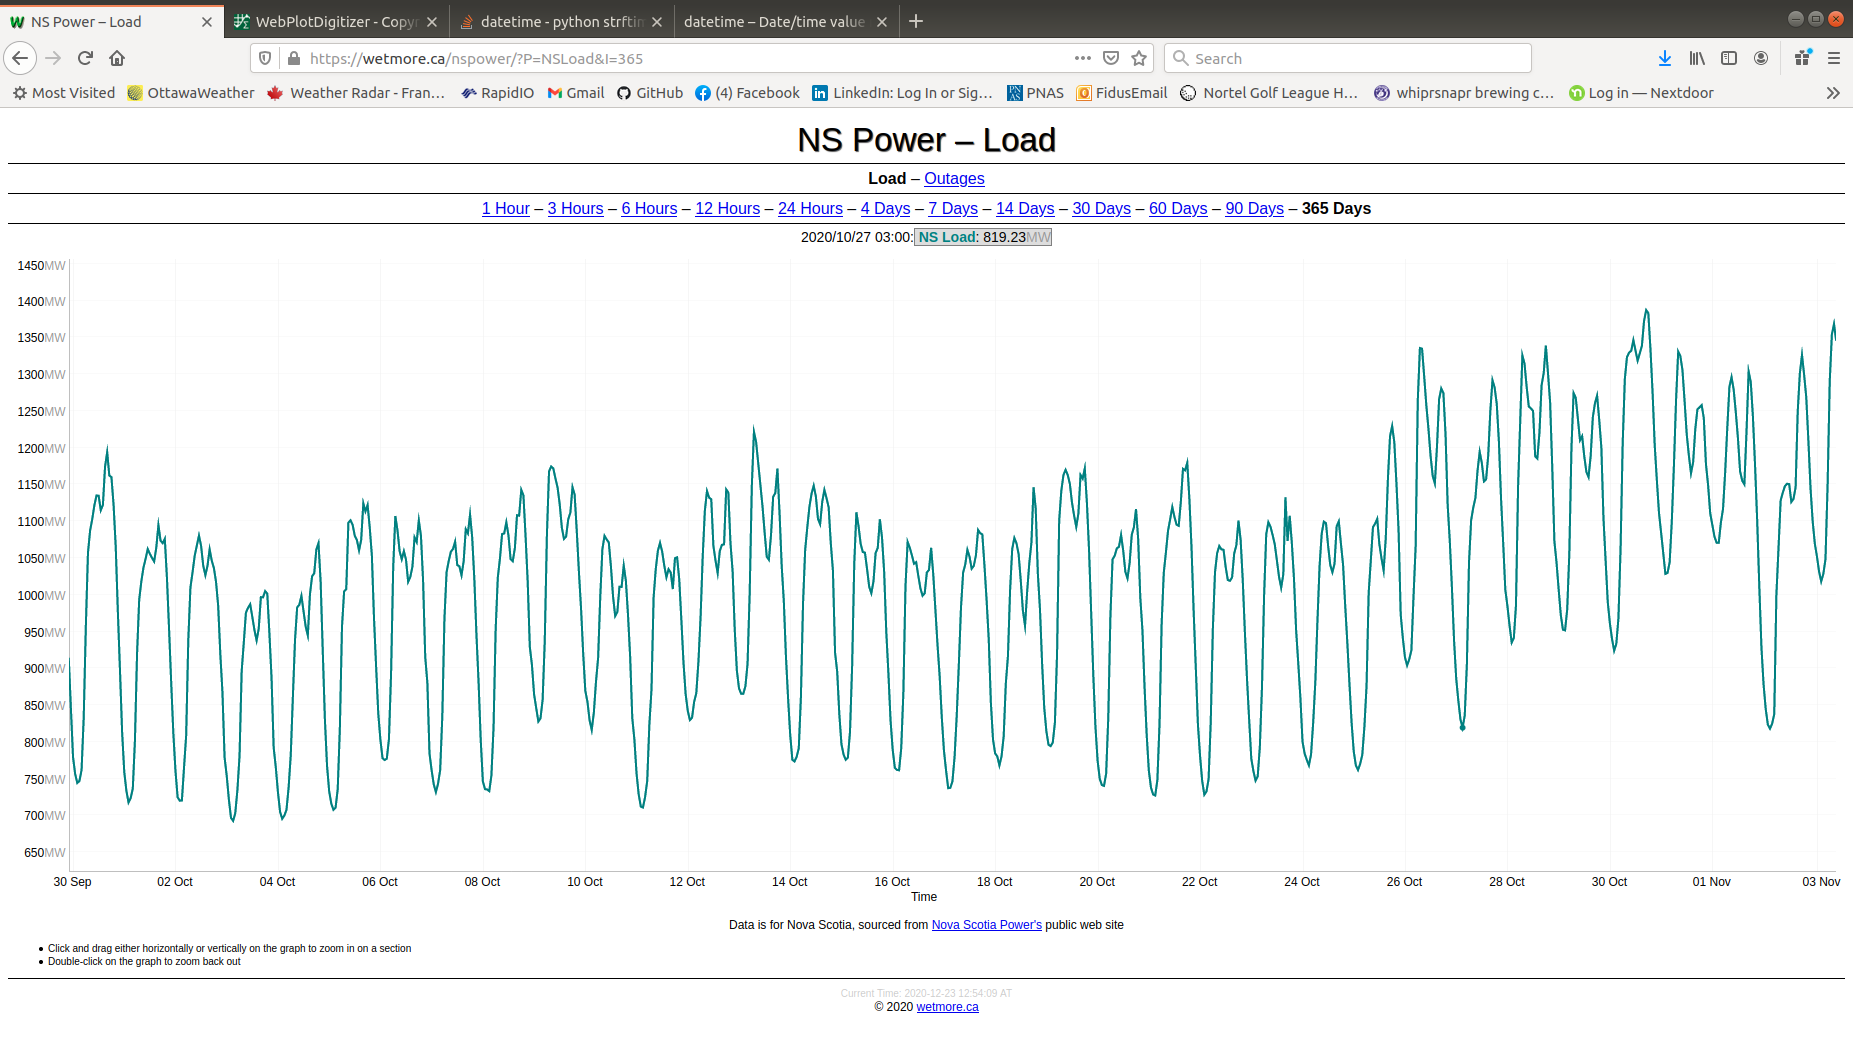 NS Power – Load
WebPlotDigitizer - Copyr
datetime - python strftim
datetime – Date/time value
https://wetmore.ca/nspower/?P=NSLoad&I=365
Search
Most Visited
OttawaWeather
Weather Radar - Fran…
RapidIO
Gmail
GitHub
(4) Facebook
LinkedIn: Log In or Sig…
PNAS
FidusEmail
Nortel Golf League H…
whiprsnapr brewing c…
Log in — Nextdoor
NS Power – Load
Load – Outages
1 Hour – 3 Hours – 6 Hours – 12 Hours – 24 Hours – 4 Days – 7 Days – 14 Days – 30 Days – 60 Days – 90 Days – 365 Days
2020/10/27 03:00: NS Load: 819.23MW
1450MW
1400MW
1350MW
1300MW
1250MW
1200MW
1150MW
1100MW
1050MW
1000MW
950MW
900MW
850MW
800MW
750MW
700MW
650MW
30 Sep 02 Oct 04 Oct 06 Oct 08 Oct 10 Oct 12 Oct 14 Oct 16 Oct 18 Oct 20 Oct 22 Oct 24 Oct 26 Oct 28 Oct 30 Oct 01 Nov 03 Nov
Time
Data is for Nova Scotia, sourced from Nova Scotia Power's public web site
• Click and drag either horizontally or vertically on the graph to zoom in on a section
• Double-click on the graph to zoom back out
Current Time: 2020-12-23 12:54:09 AT
© 2020 wetmore.ca